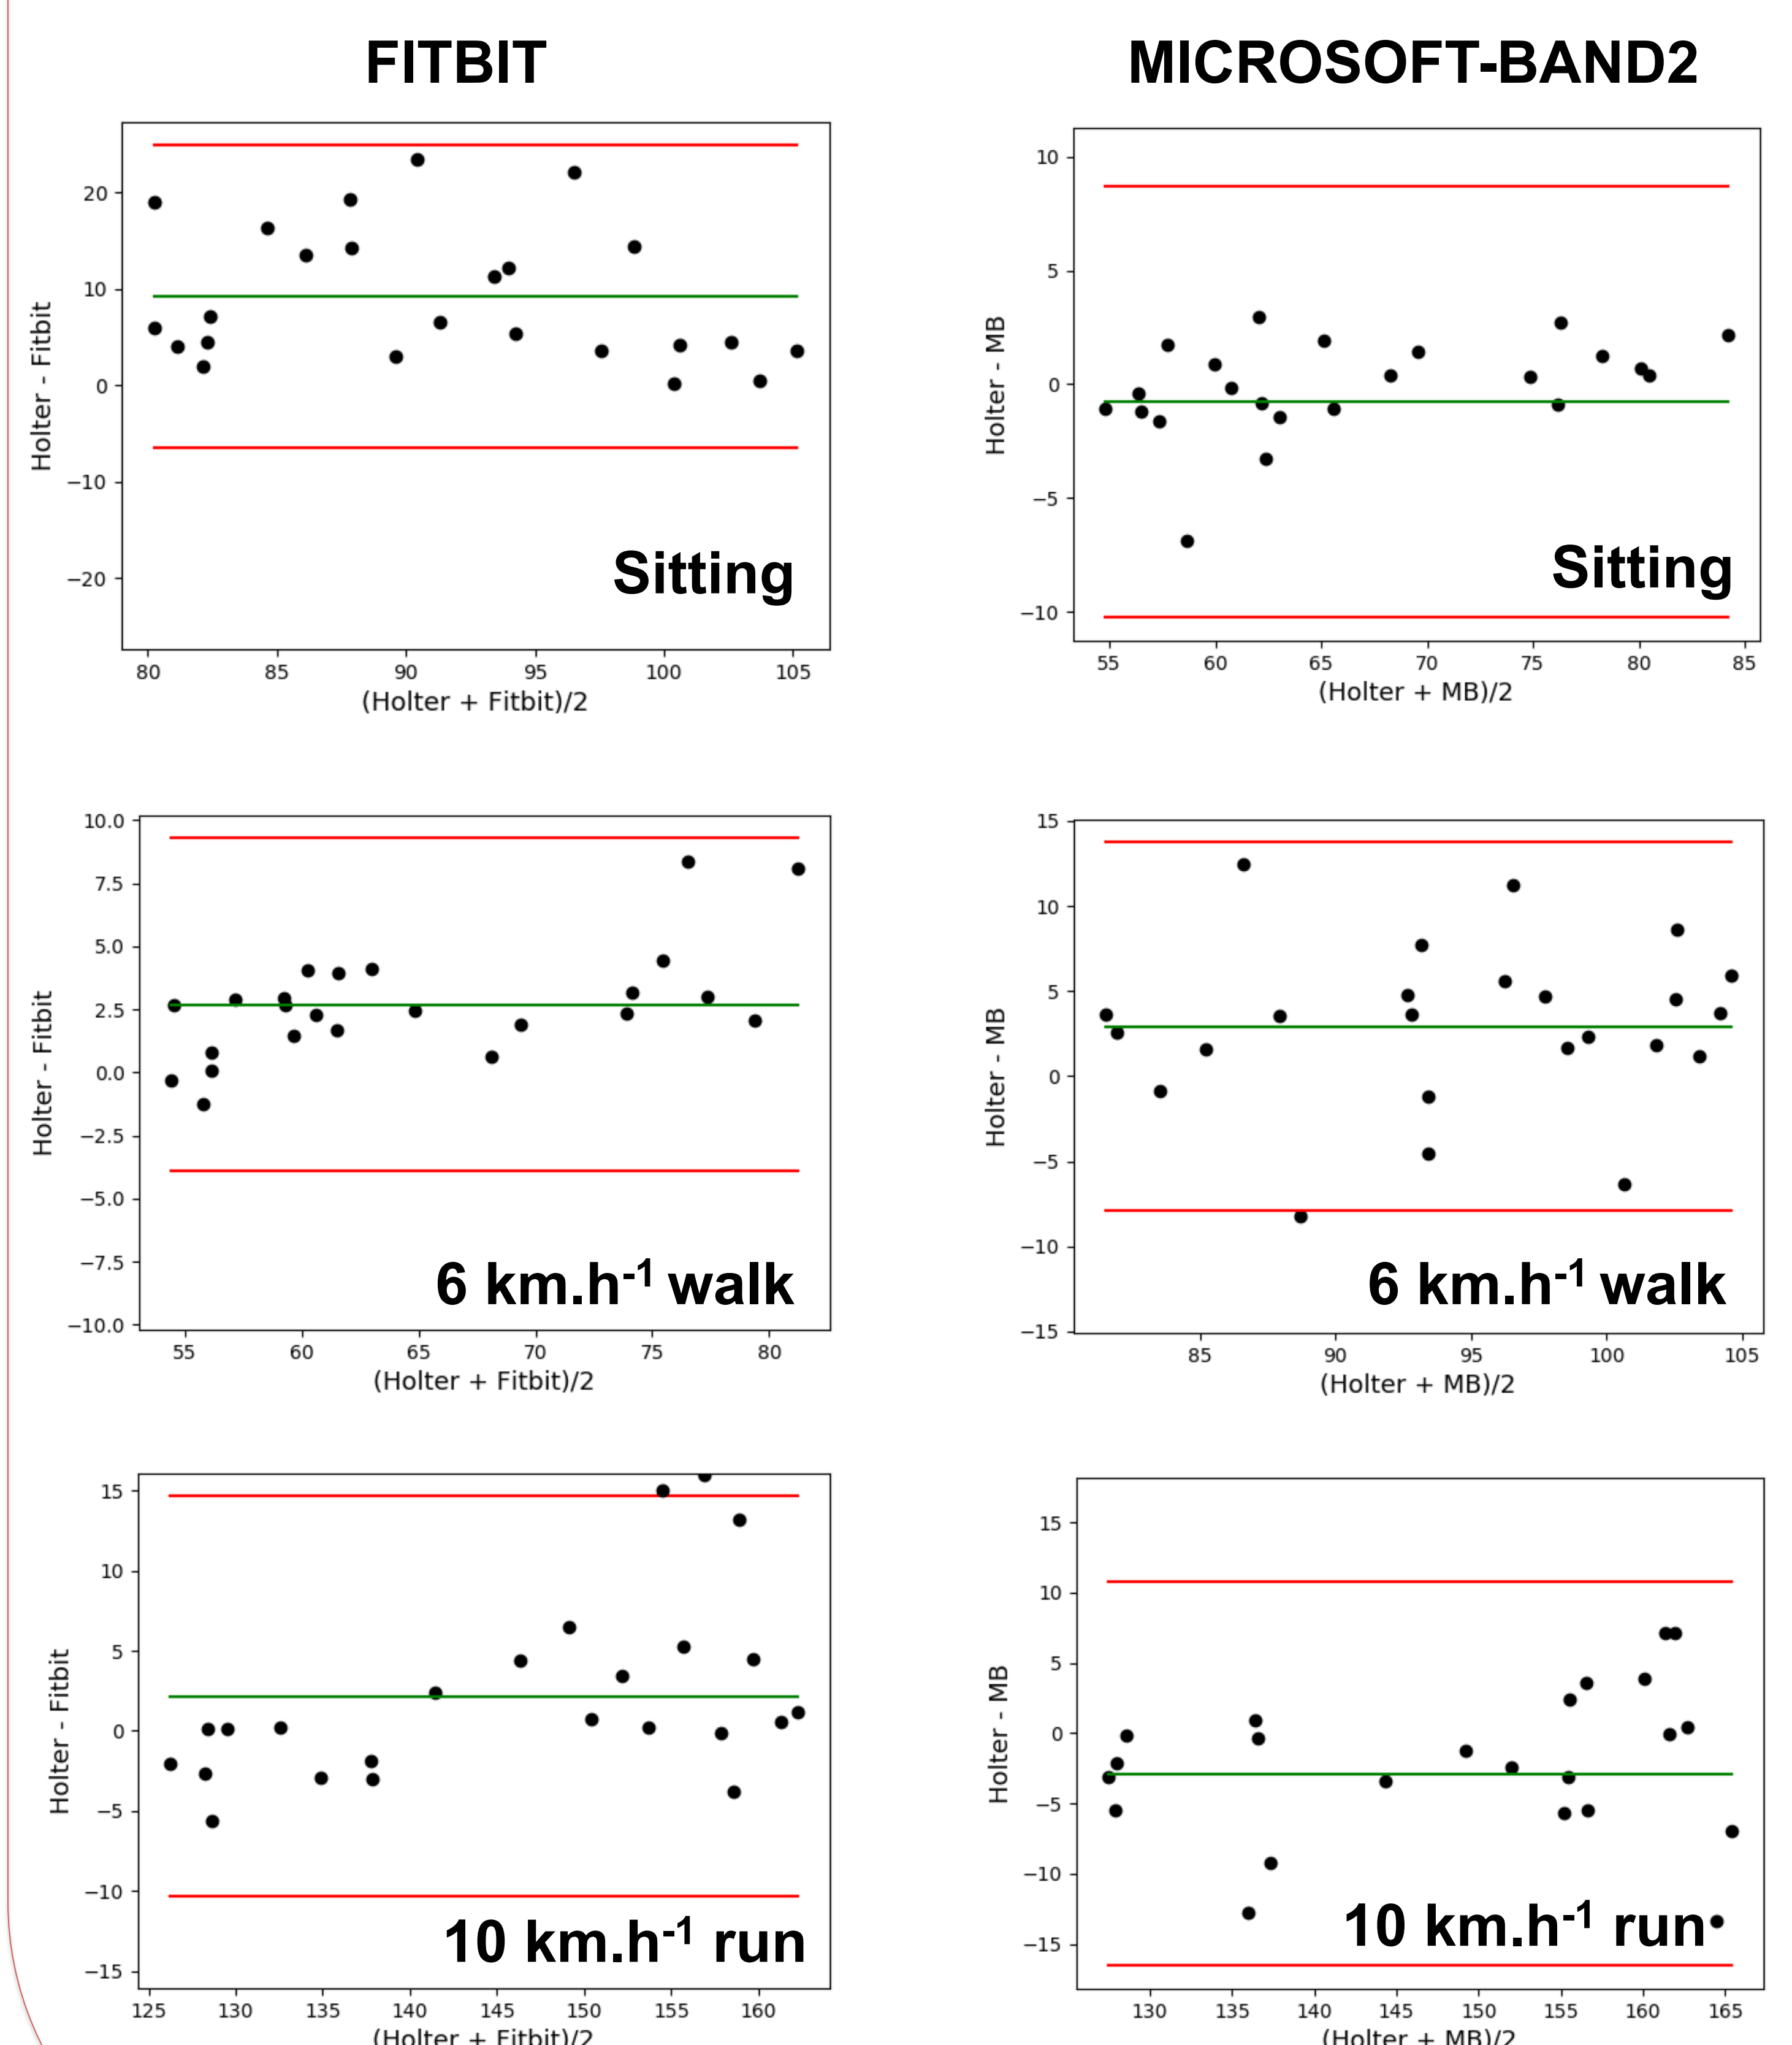 FITBIT
MICROSOFT-BAND2
20
10
0
−10
−20
Holter - Fitbit
Sitting
80 85 90 95 100 105
(Holter + Fitbit)/2
10
5
0
−5
−10
Holter - MB
Sitting
55 60 65 70 75 80 85
(Holter + MB)/2
10.0
7.5
5.0
2.5
0.0
−2.5
−5.0
−7.5
−10.0
Holter - Fitbit
6 km.h-1 walk
55 60 65 70 75 80
(Holter + Fitbit)/2
15
10
5
0
−5
−10
−15
Holter - MB
6 km.h-1 walk
85 90 95 100 105
(Holter + MB)/2
15
10
5
0
−5
−10
−15
Holter - Fitbit
10 km.h-1 run
125 130 135 140 145 150 155 160
(Holter + Fitbit)/2
15
10
5
0
−5
−10
−15
Holter - MB
10 km.h-1 run
130 135 140 145 150 155 160 165
(Holter + MB)/2